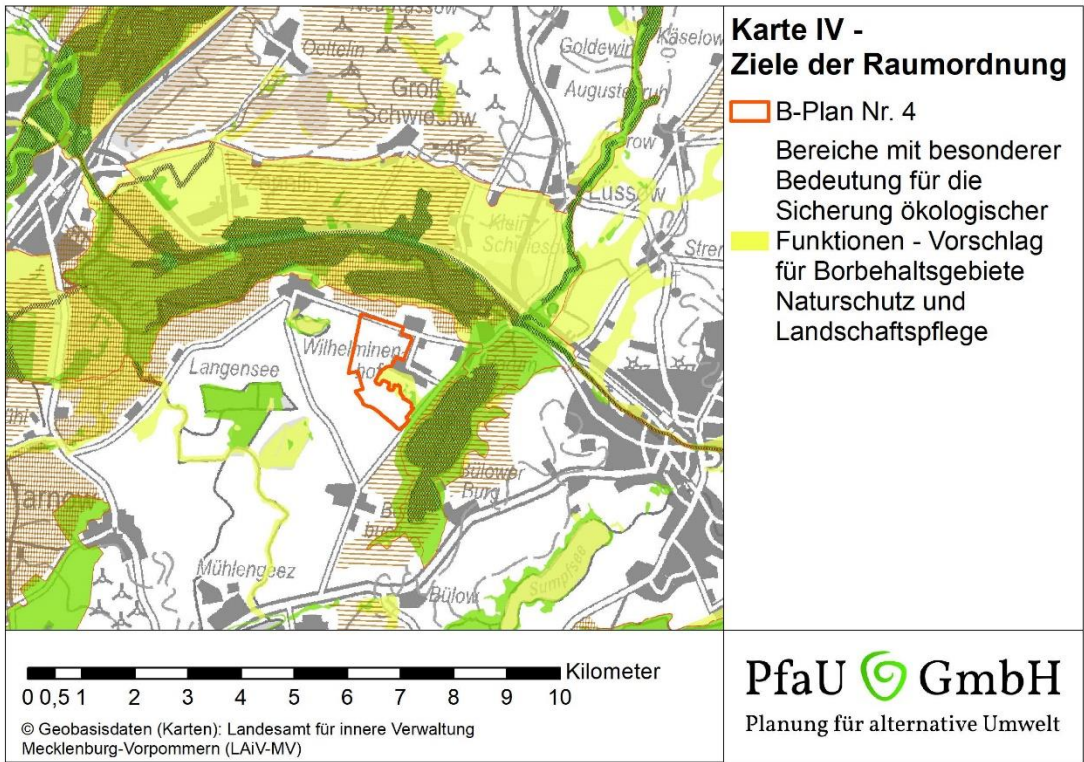 Karte IV -
Ziele der Raumordnung
B-Plan Nr. 4
Bereiche mit besonderer
Bedeutung für die
Sicherung ökologischer
Funktionen - Vorschlag
für Borbehaltsgebiete
Naturschutz und
Landschaftspflege
Oettelin
Goldewin
Käselow
Groß
Schwiesow
Lüssow
Klein
Schwiesow
Stren
Wilhelminen-
hof
Langensee
Tarnow
Bülower
Burg
Mühlengeez
Bülow
Sumpfsee
Kilometer
0 0,5 1 2 3 4 5 6 7 8 9 10
© Geobasisdaten (Karten): Landesamt für innere Verwaltung
Mecklenburg-Vorpommern (LAiV-MV)
PfaU GmbH
Planung für alternative Umwelt